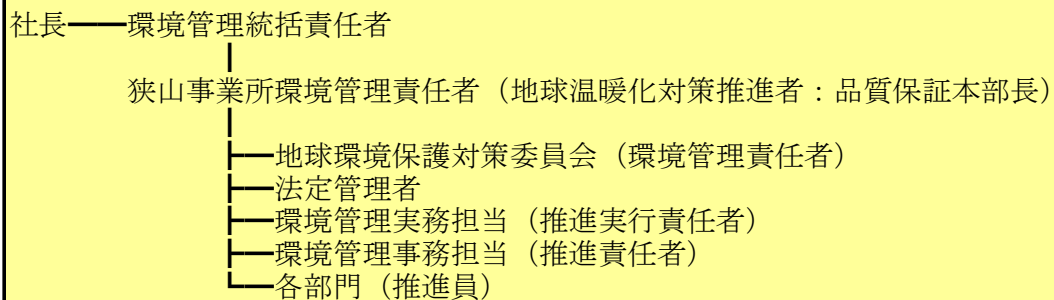 社長━━環境管理統括責任者
┃
狭山事業所環境管理責任者（地球温暖化対策推進者：品質保証本部長）
┃
┣━地球環境保護対策委員会（環境管理責任者）
┣━法定管理者
┣━環境管理実務担当（推進実行責任者）
┣━環境管理事務担当（推進責任者）
┗━各部門（推進員）